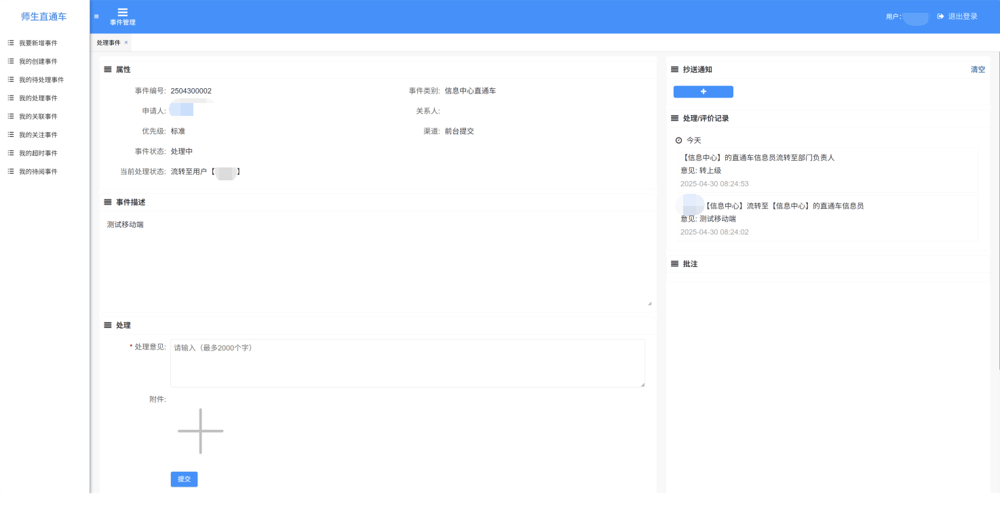 师生直通车
事件管理
用户:
退出登录
我要新增事件
我的创建事件
我的待处理事件
我的处理事件
我的关联事件
我的关注事件
我的超时事件
我的待阅事件
处理事件 ×
属性
事件编号: 2504300002
事件类别: 信息中心直通车
申请人:
关系人:
优先级: 标准
渠道: 前台提交
事件状态: 处理中
当前处理状态: 流转至用户【 】
事件描述
测试移动端
处理
* 处理意见: 请输入（最多2000个字）
附件:
提交
抄送通知
清空
处理/评价记录
今天
【信息中心】的直通车信息员流转至部门负责人
意见: 转上级
2025-04-30 08:24:53
【信息中心】流转至【信息中心】的直通车信息员
意见: 测试移动端
2025-04-30 08:24:02
批注